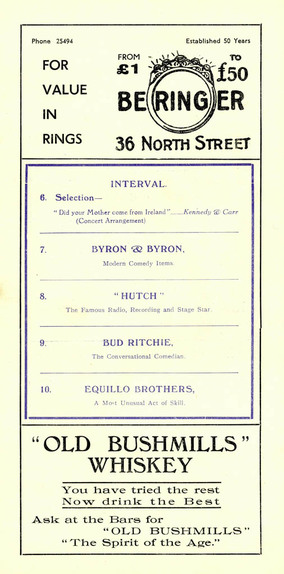 Phone 25494 Established 50 Years
FOR
VALUE
IN
RINGS
FROM
£1
TO
£50
BERINGER
36 NORTH STREET
INTERVAL.
6. Selection—
"Did your Mother come from Ireland"......Kennedy & Carr
(Concert Arrangement)
7. BYRON & BYRON,
Modern Comedy Items.
8. "HUTCH"
The Famous Radio, Recording and Stage Star.
9. BUD RITCHIE,
The Conversational Comedian.
10. EQUILLO BROTHERS,
A Most Unusual Act of Skill.
"OLD BUSHMILLS"
WHISKEY
You have tried the rest
Now drink the Best
Ask at the Bars for
"OLD BUSHMILLS"
"The Spirit of the Age."